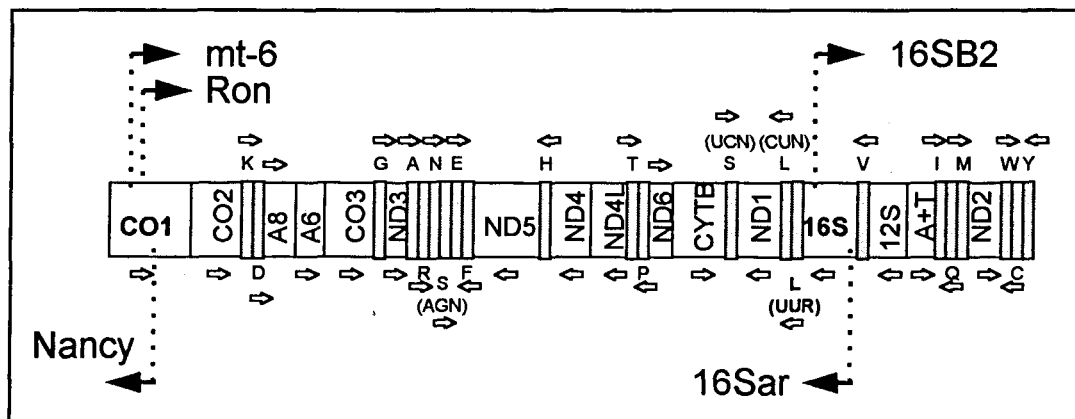 mt-6
16SB2
Ron
(UCN) (CUN)
K G A N E H T S L V I M W Y
CO1 CO2 A8 A6 CO3 ND3 ND5 ND4 ND4L ND6 CYTB ND1 16S 12S A+T ND2
D R S F P L Q C
(AGN) (UUR)
Nancy
16Sar